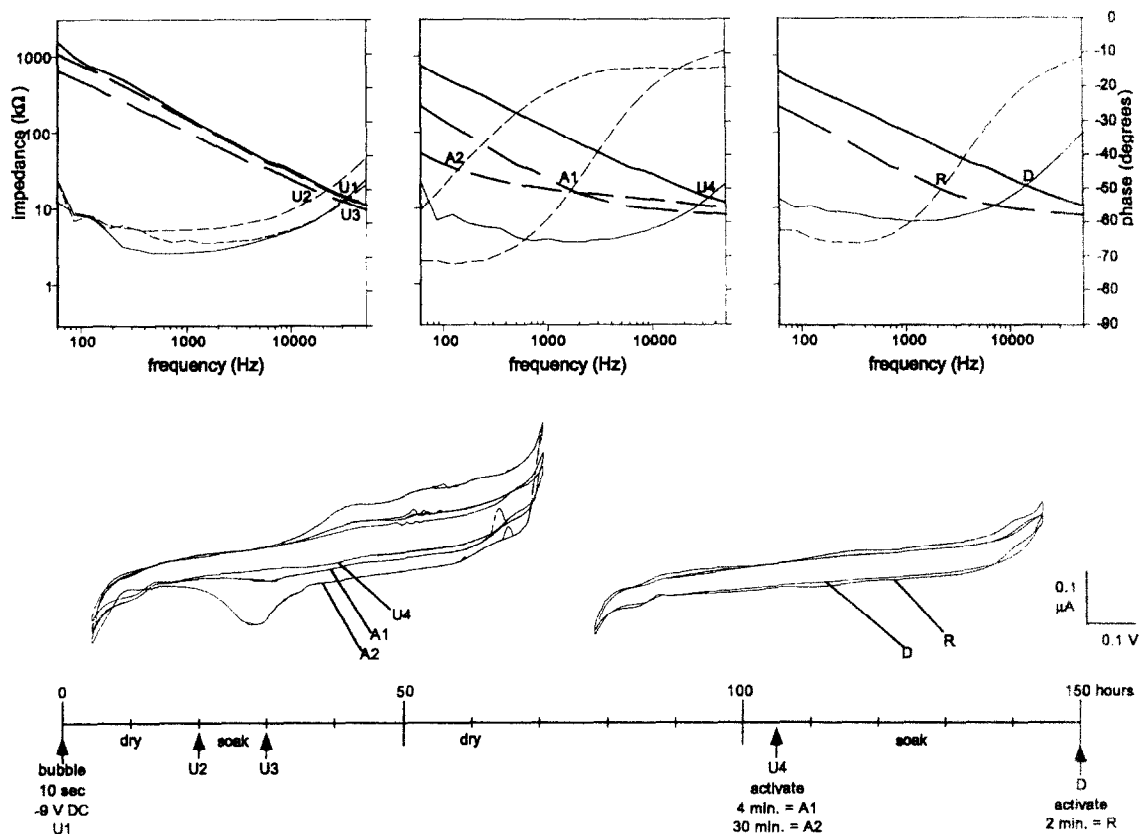 impedance (kΩ)
1000
100
10
1
U1
U2
U3
100 1000 10000
frequency (Hz)
A2
A1
U4
100 1000 10000
frequency (Hz)
R
D
100 1000 10000
frequency (Hz)
0
-10
-20
-30
-40
-50
-60
-70
-80
-90
phase (degrees)
U4
A1
A2
R
D
0.1
µA
0.1 V
0 50 100 150 hours
dry soak dry soak
U2 U3 U4 D
bubble
10 sec
-9 V DC
U1
activate
4 min. = A1
30 min. = A2
activate
2 min. = R